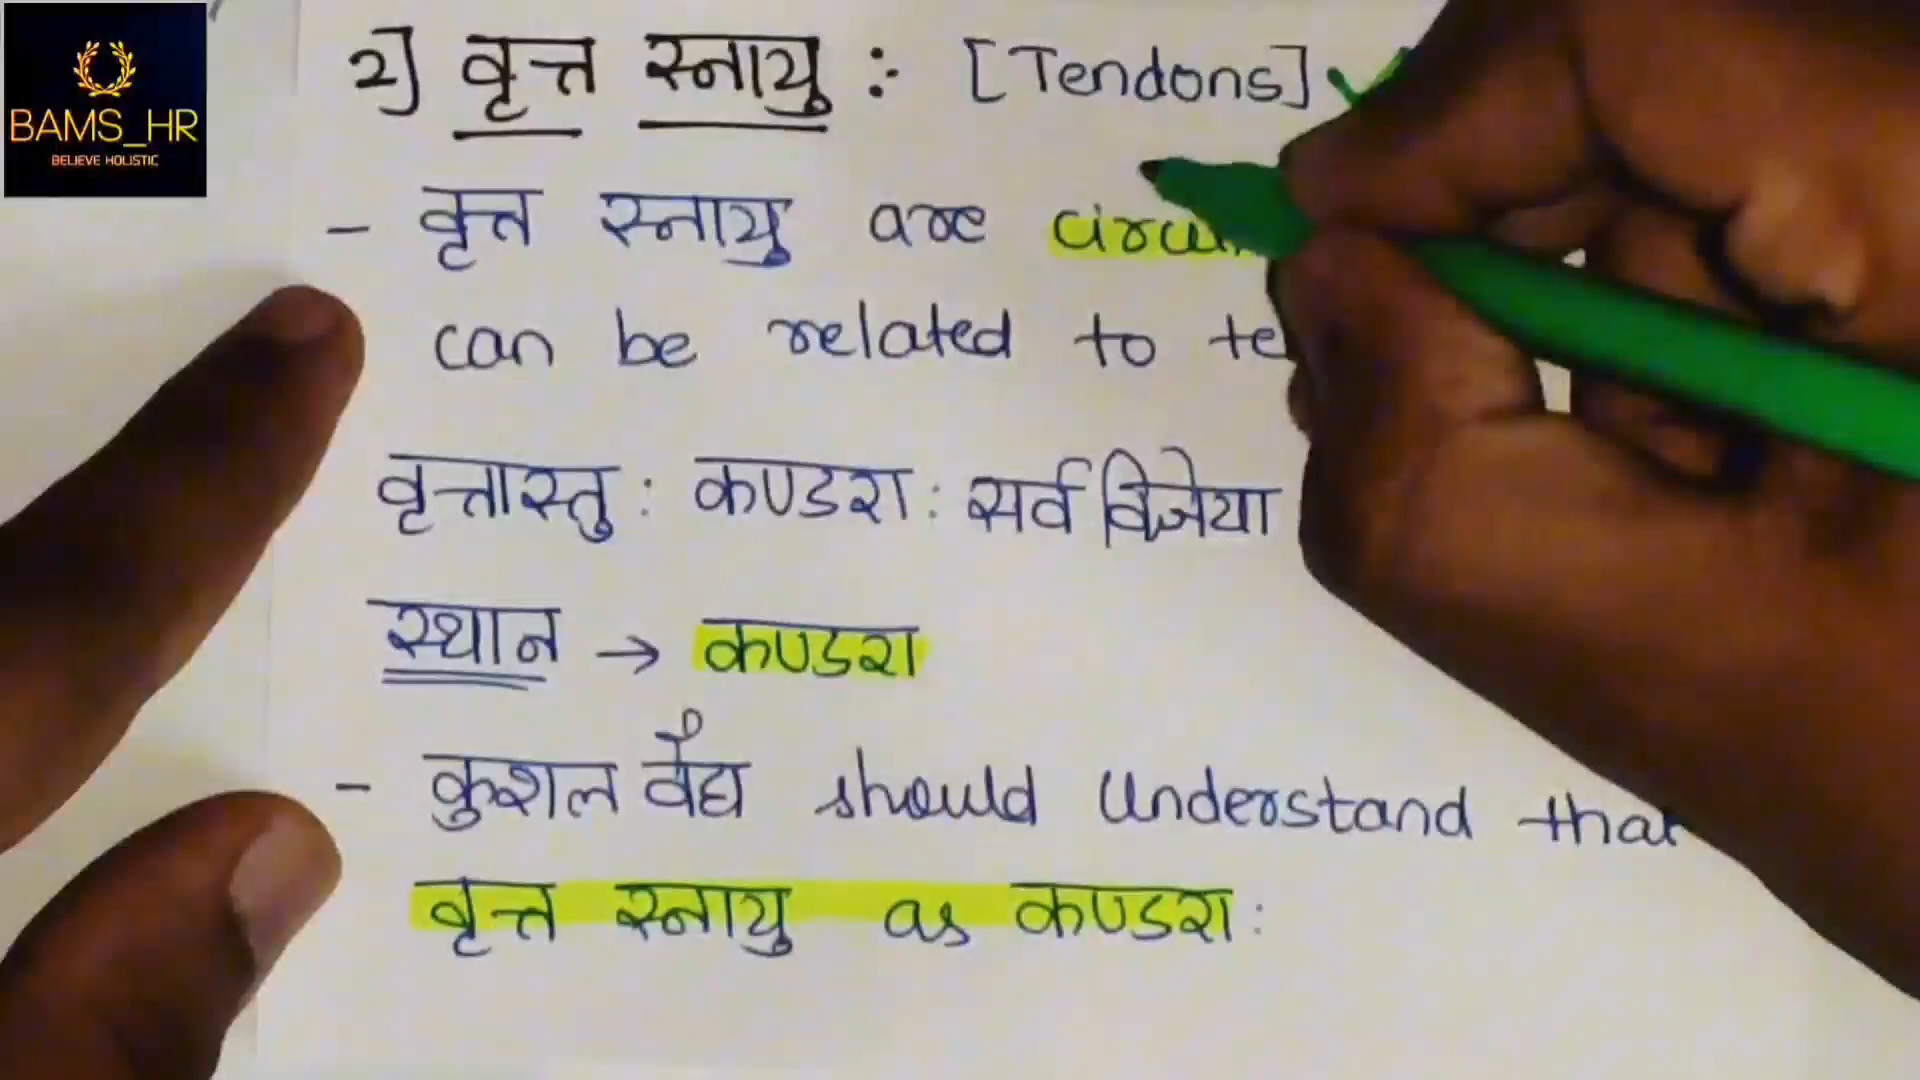 BAMS_HR
BELIEVE HOLISTIC
2] वृत्त स्नायु :- [Tendons]
- वृत्त स्नायु are
can be related to
वृत्तास्तु : कण्डरा : सर्व विज्ञेया
स्थान → कण्डरा
- कुशल वैद्य should understand that
वृत्त स्नायु as कण्डरा :